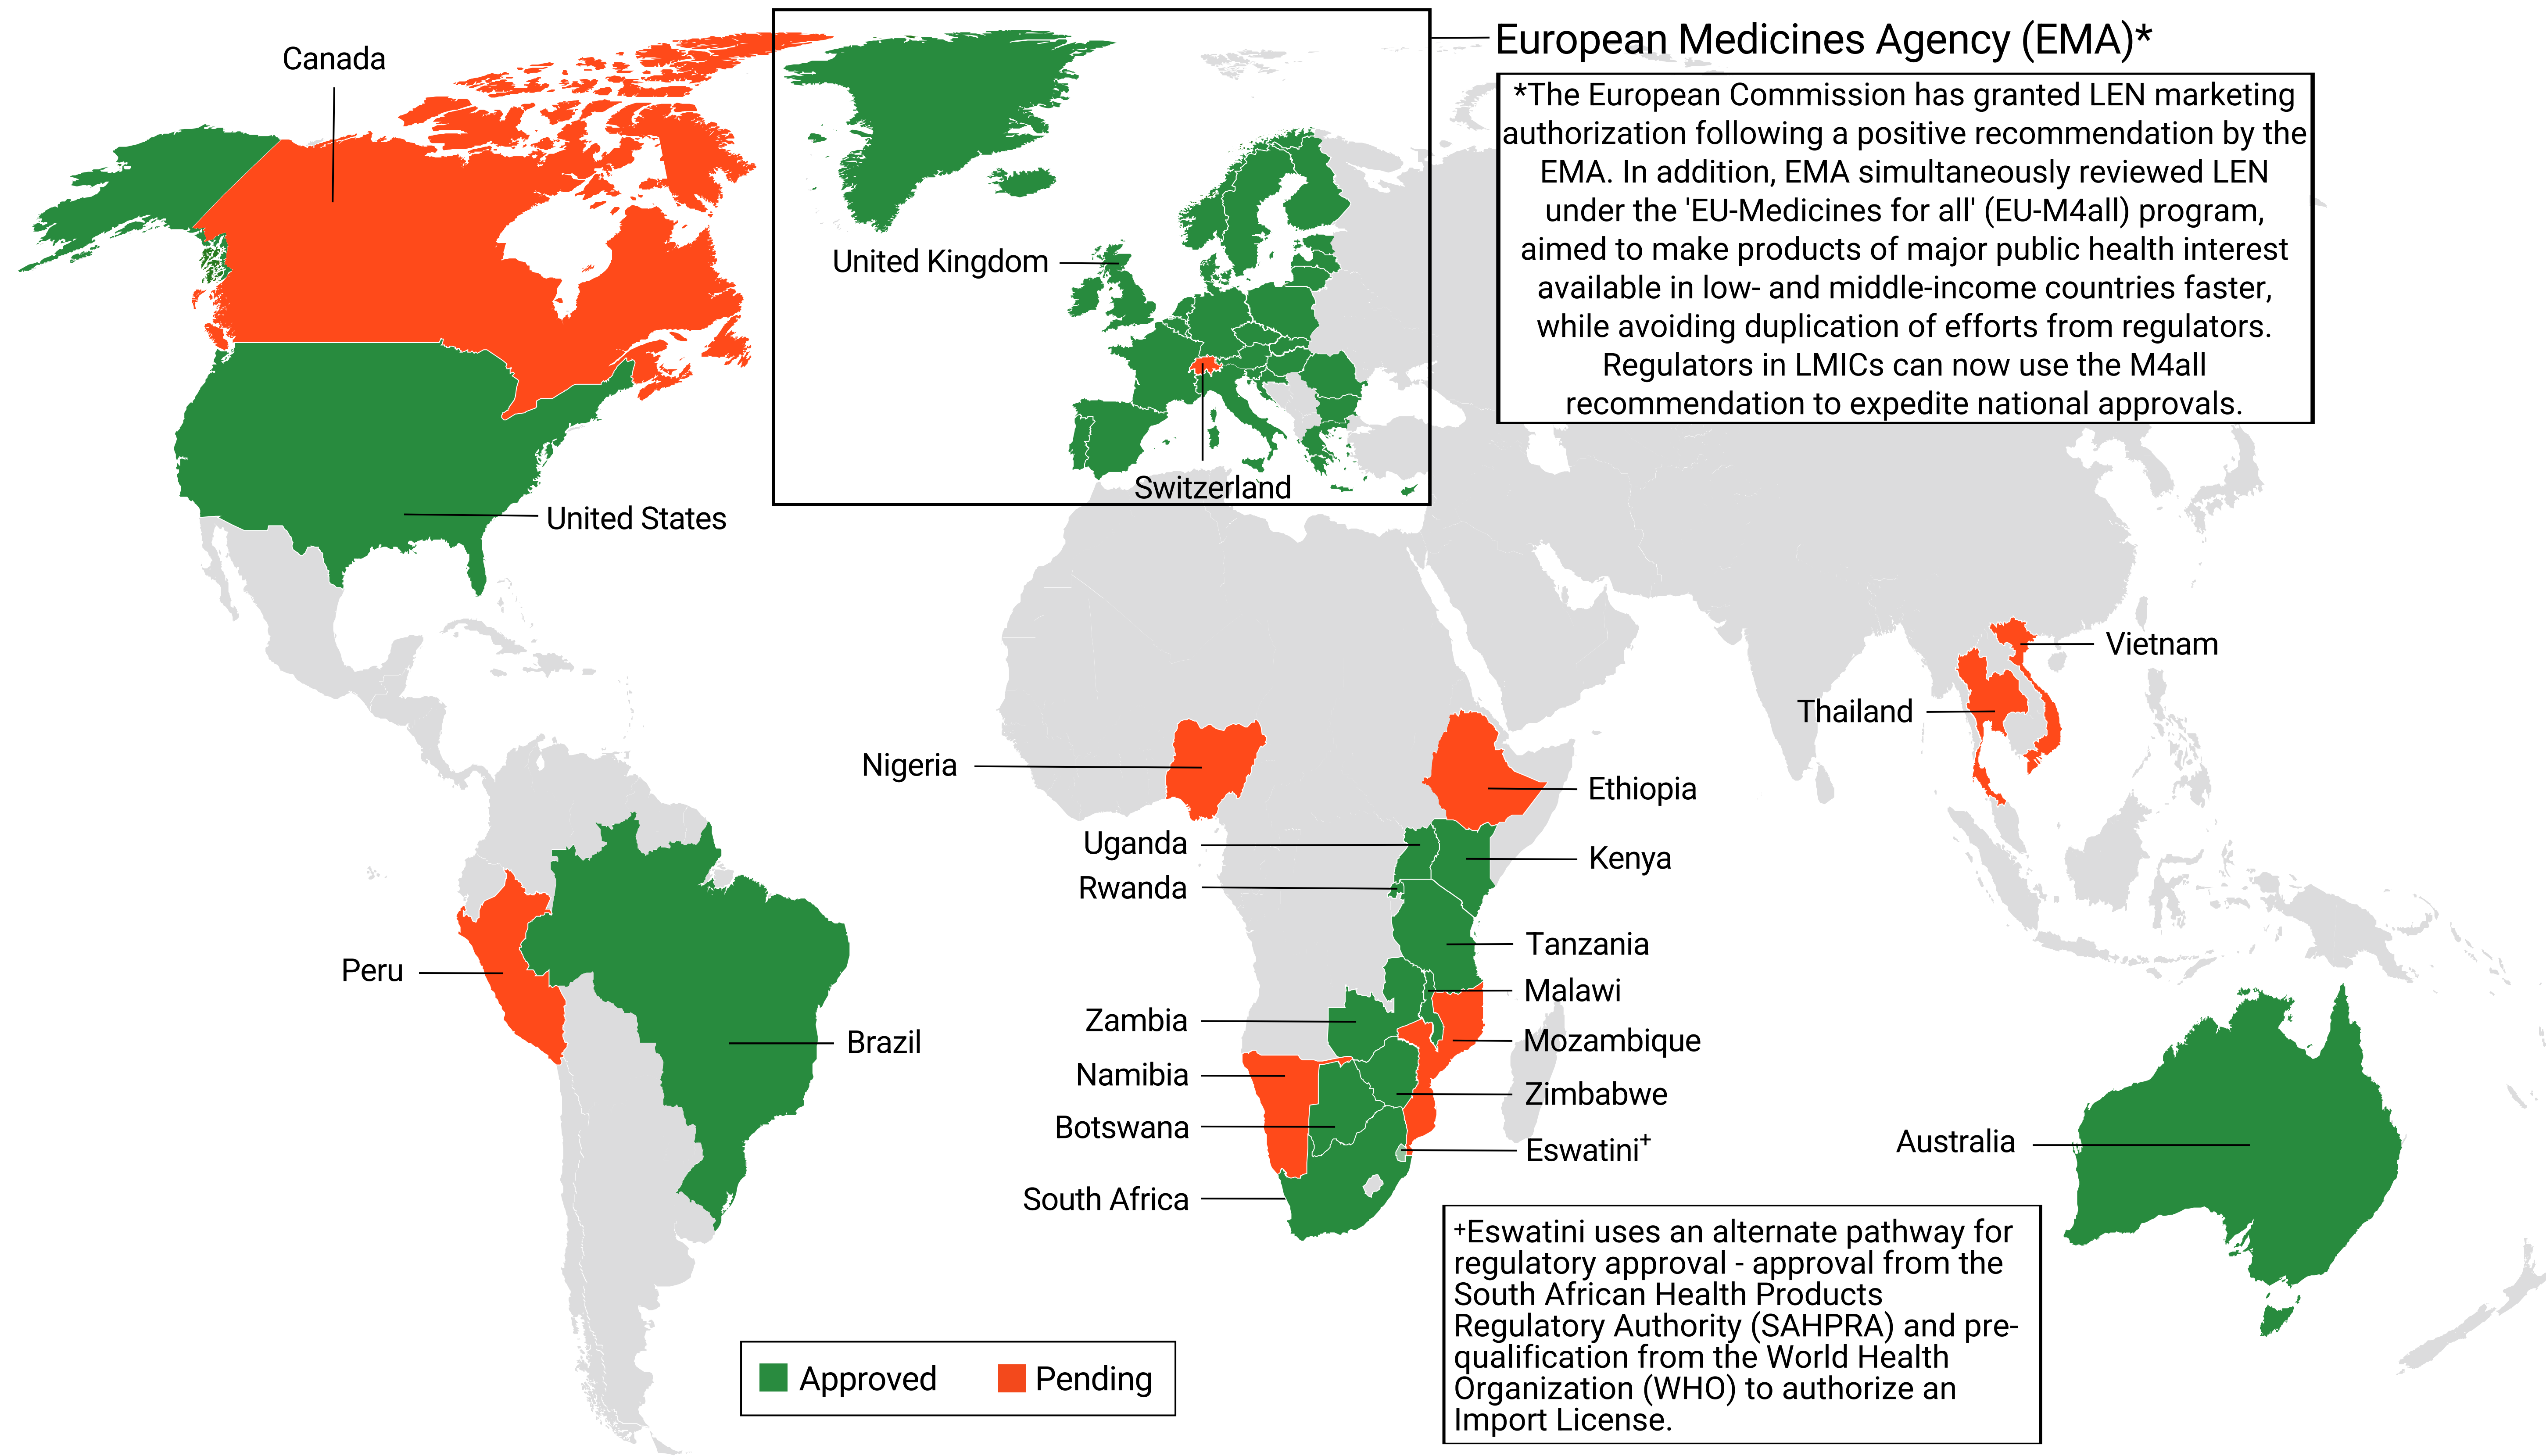 Canada
European Medicines Agency (EMA)*
*The European Commission has granted LEN marketing
authorization following a positive recommendation by the
EMA. In addition, EMA simultaneously reviewed LEN
under the 'EU-Medicines for all' (EU-M4all) program,
aimed to make products of major public health interest
available in low- and middle-income countries faster,
while avoiding duplication of efforts from regulators.
Regulators in LMICs can now use the M4all
recommendation to expedite national approvals.
United Kingdom
Switzerland
United States
Vietnam
Thailand
Nigeria
Ethiopia
Uganda
Kenya
Rwanda
Tanzania
Peru
Malawi
Zambia
Brazil
Mozambique
Namibia
Zimbabwe
Botswana
Eswatini⁺
Australia
South Africa
⁺Eswatini uses an alternate pathway for
regulatory approval - approval from the
South African Health Products
Regulatory Authority (SAHPRA) and pre-
qualification from the World Health
Organization (WHO) to authorize an
Import License.
Approved
Pending